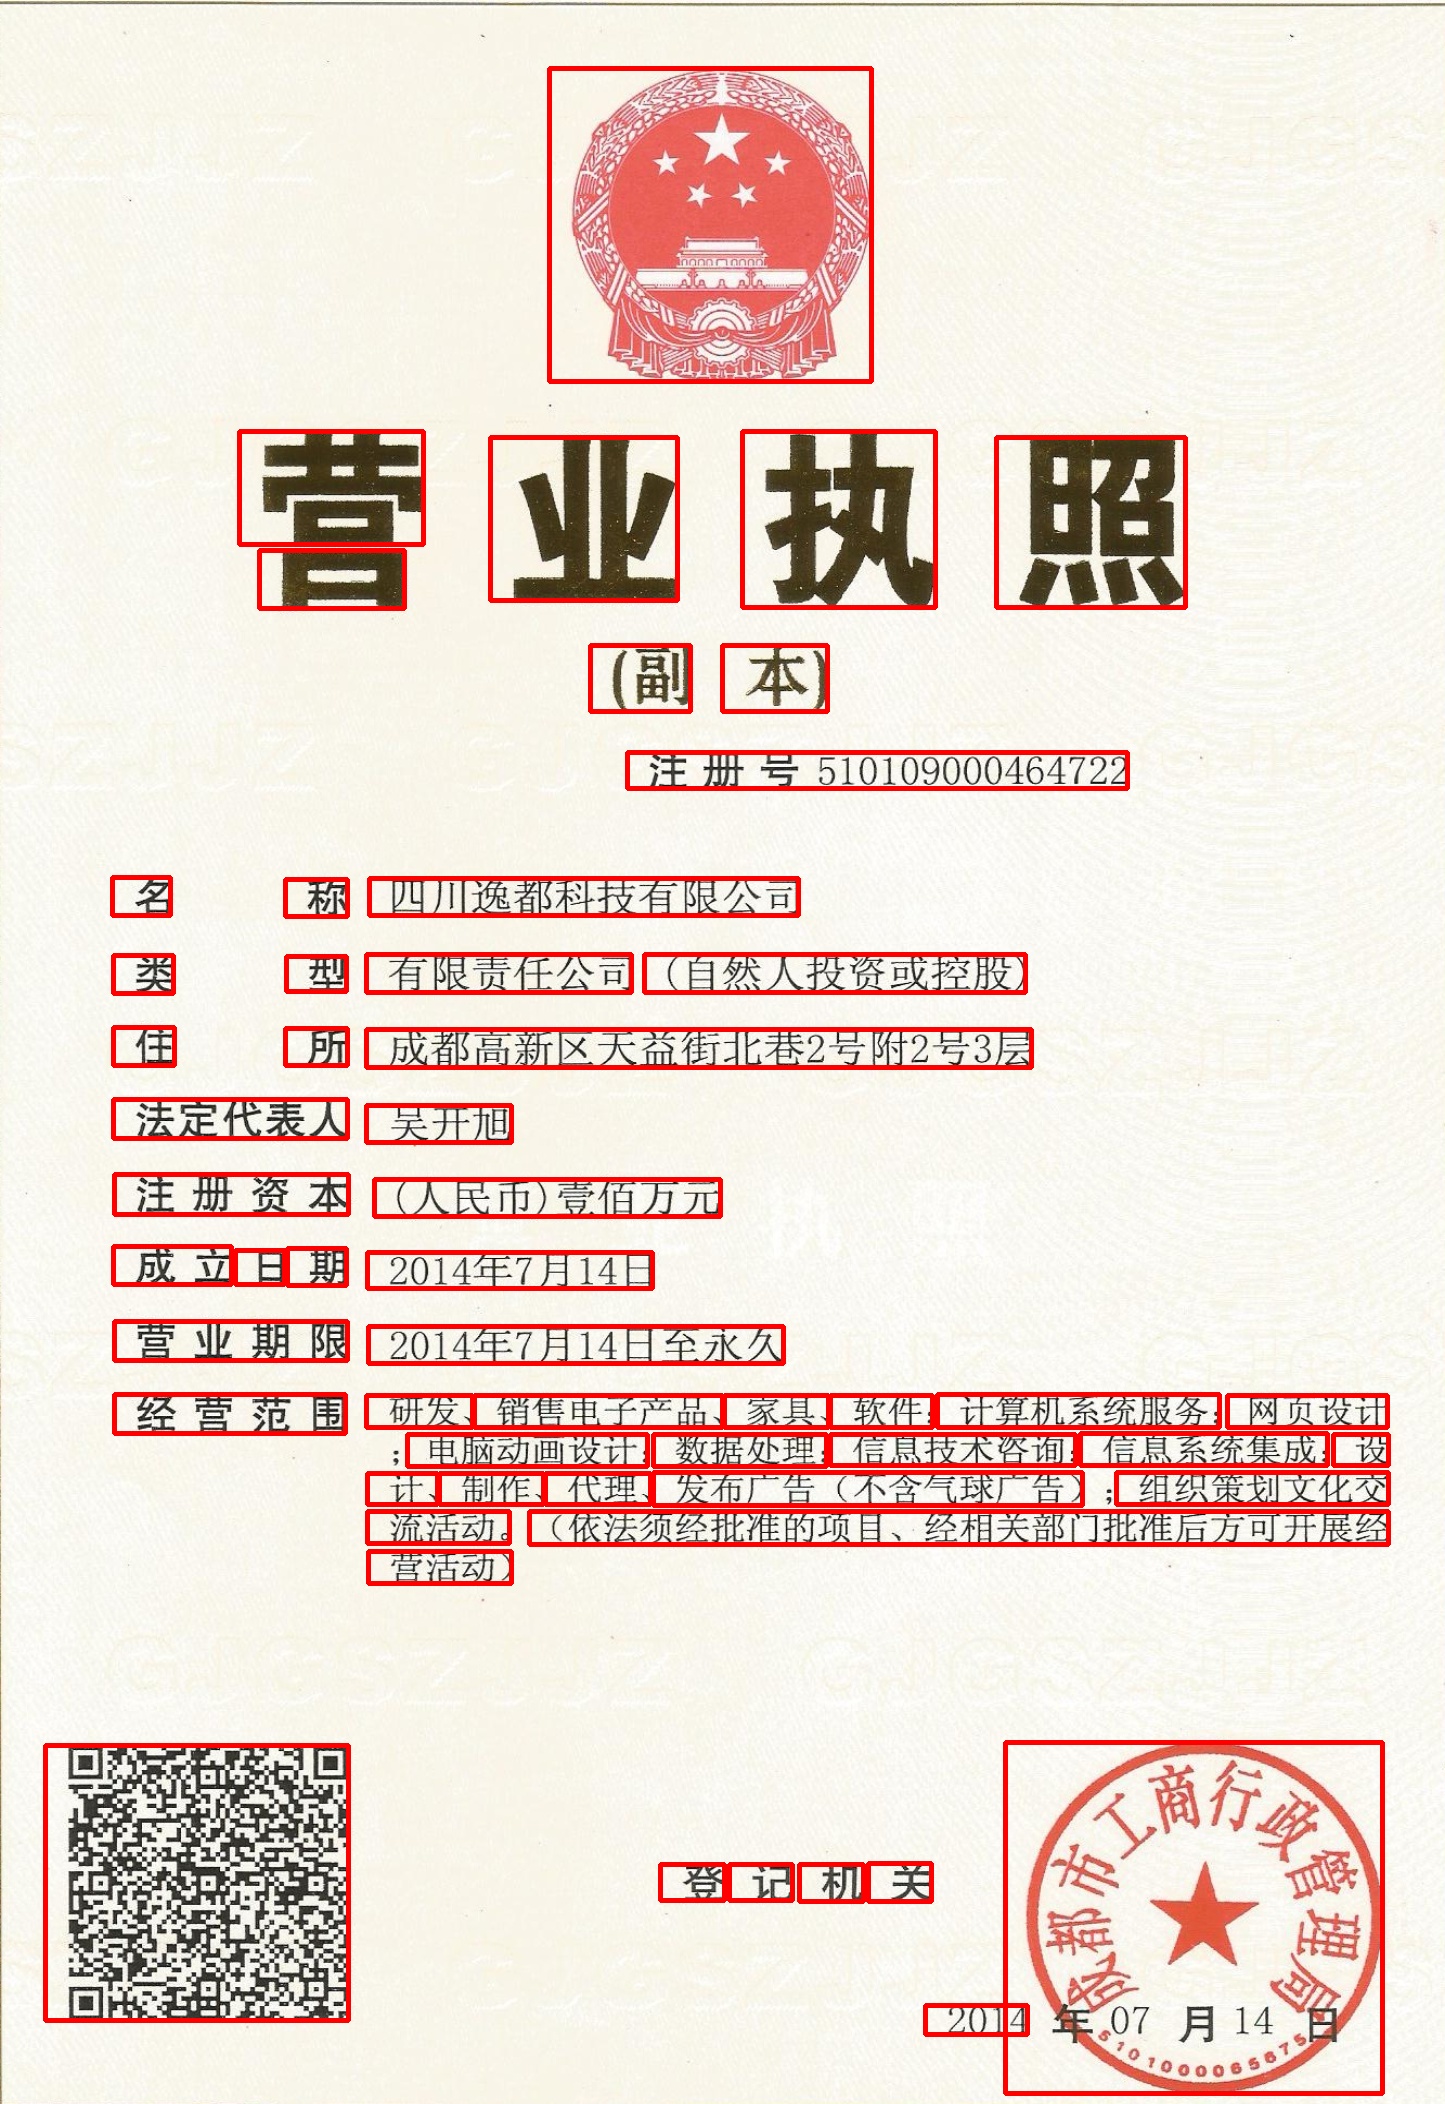 营业执照
(副 本)
注 册 号 510109000464722
名 称 四川逸都科技有限公司
类 型 有限责任公司（自然人投资或控股）
住 所 成都高新区天益街北巷2号附2号3层
法定代表人 吴开旭
注 册 资 本 (人民币)壹佰万元
成 立 日 期 2014年7月14日
营 业 期 限 2014年7月14日至永久
经 营 范 围 研发、销售电子产品、家具、软件；计算机系统服务；网页设计
；电脑动画设计；数据处理；信息技术咨询；信息系统集成；设
计、制作、代理、发布广告（不含气球广告）；组织策划文化交
流活动。（依法须经批准的项目、经相关部门批准后方可开展经
营活动）
成都市工商行政管理局
登 记 机 关
2014 年 07 月 14 日
5101000065675